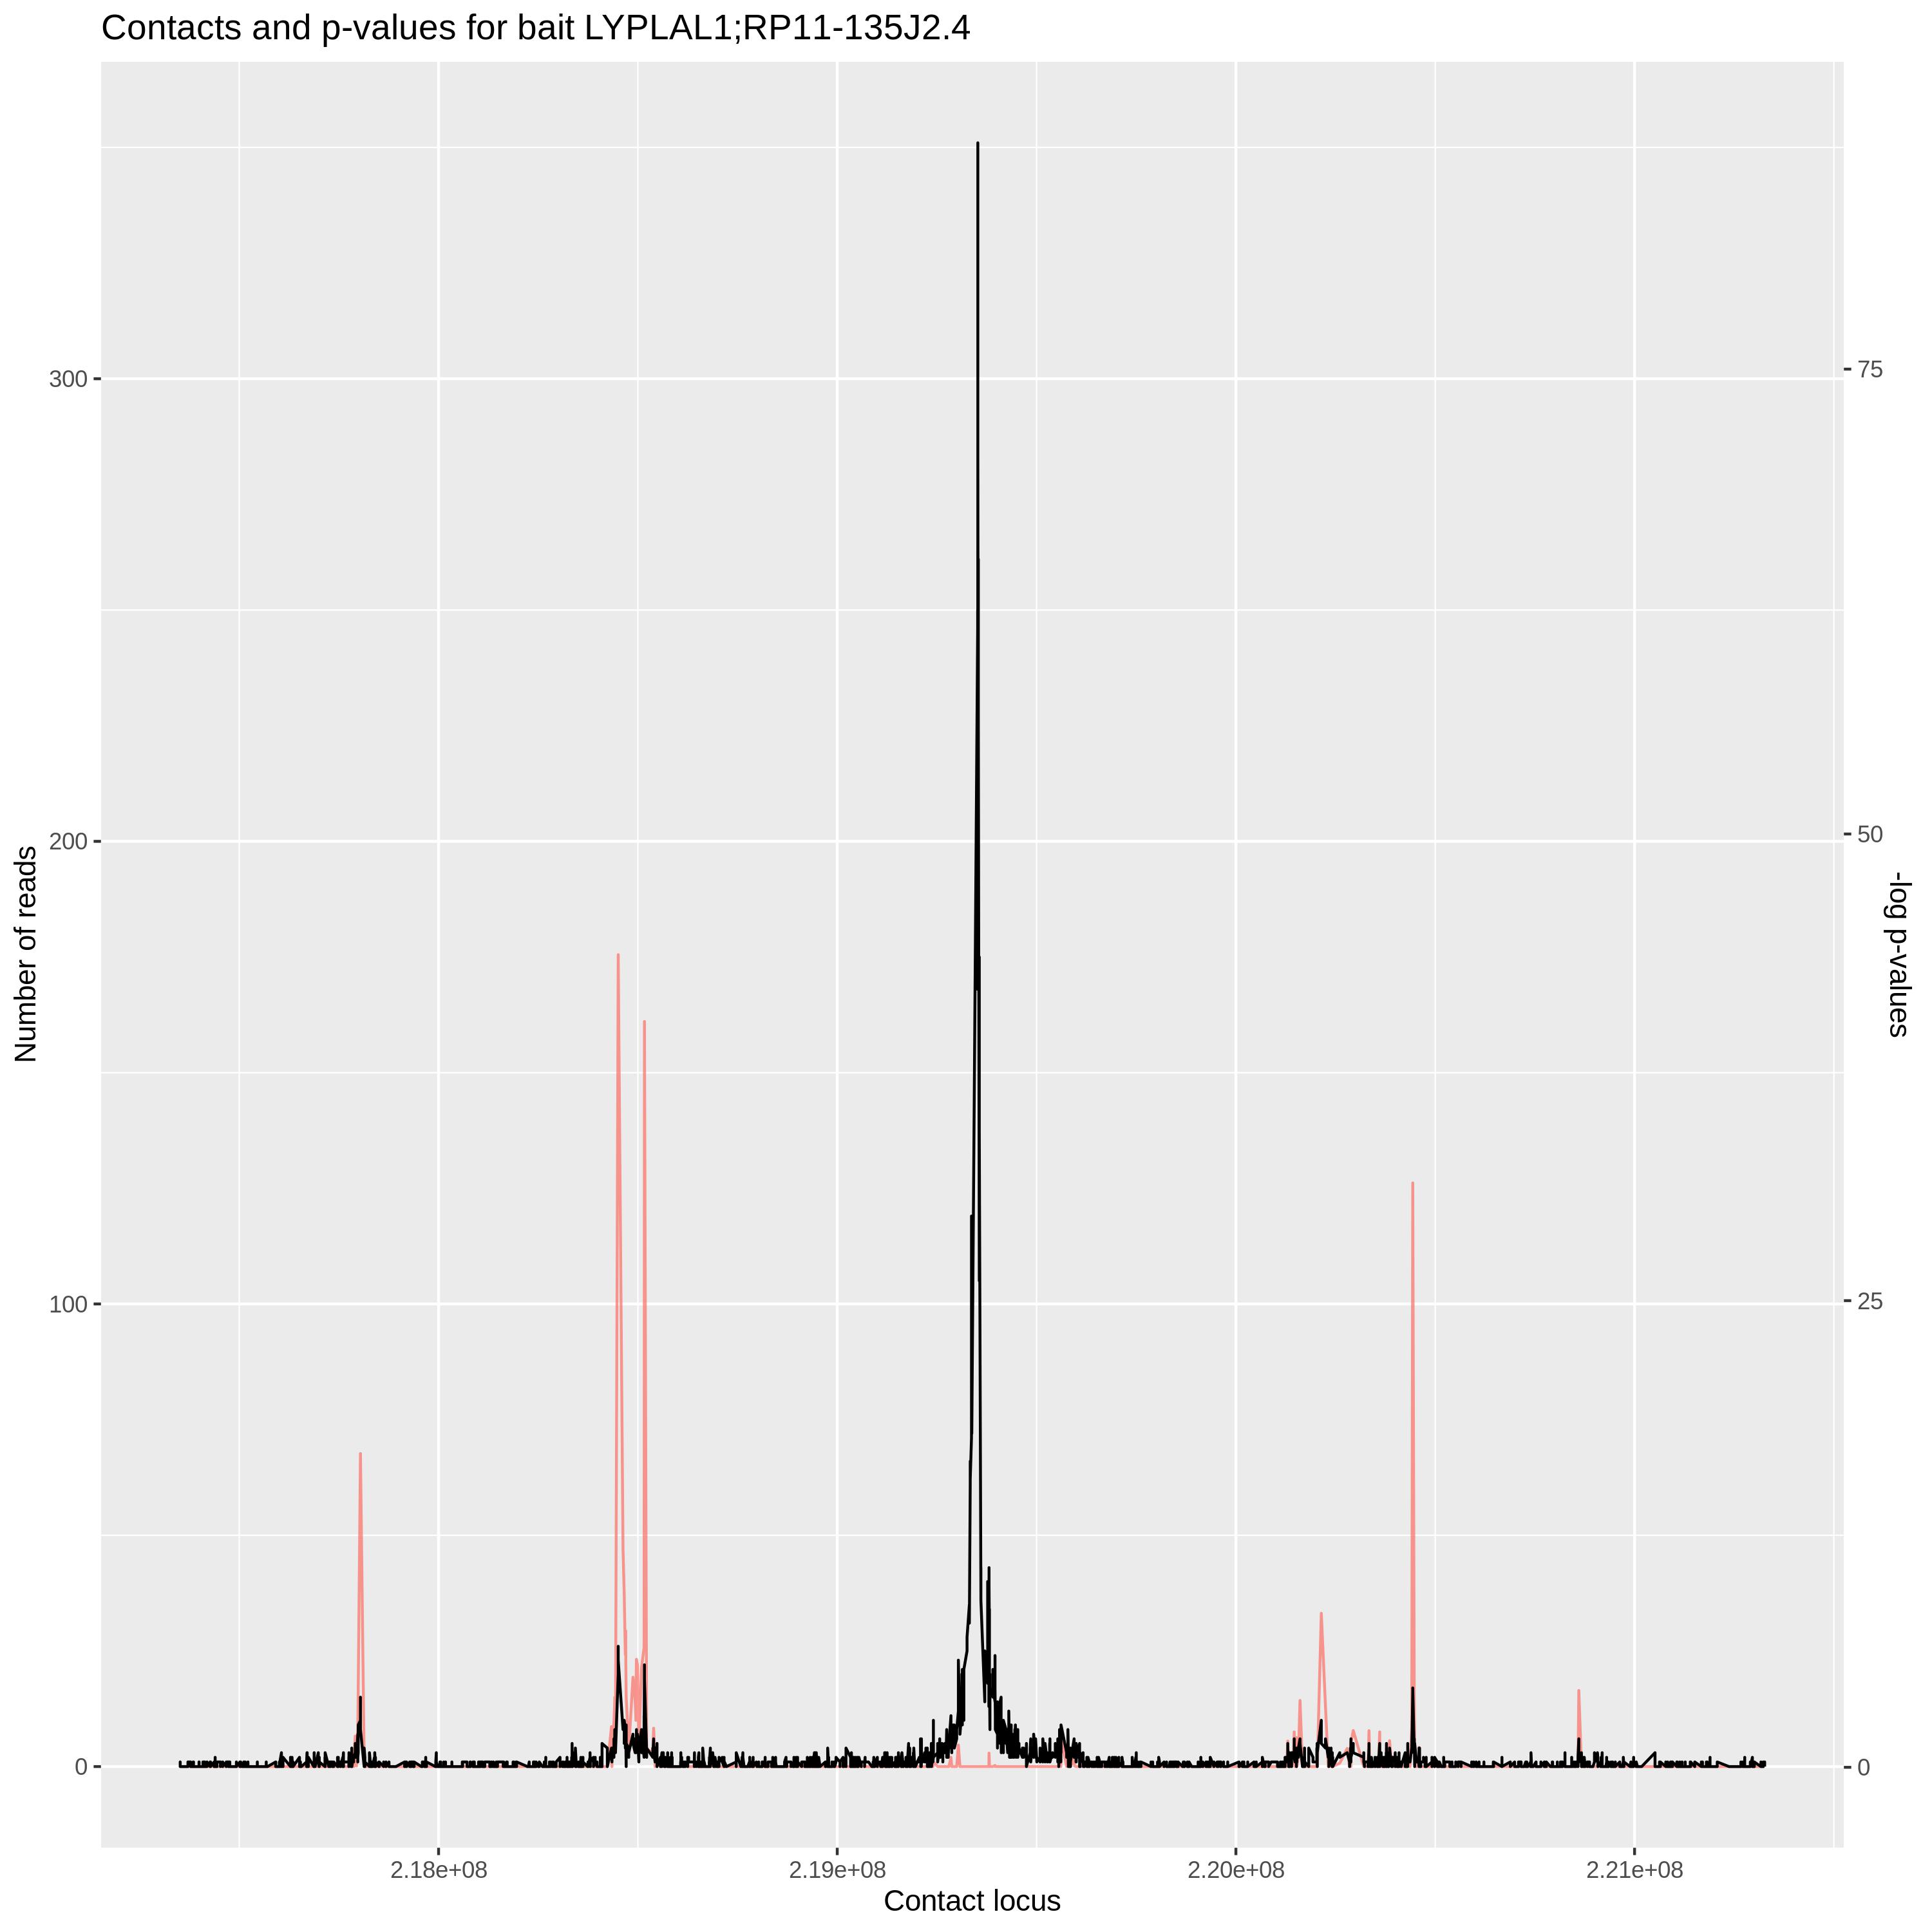 Contacts and p-values for bait LYPLAL1;RP11-135J2.4
Number of reads
300
200
100
0
75
50
25
0
-log p-values
2.18e+08 2.19e+08 2.20e+08 2.21e+08
Contact locus